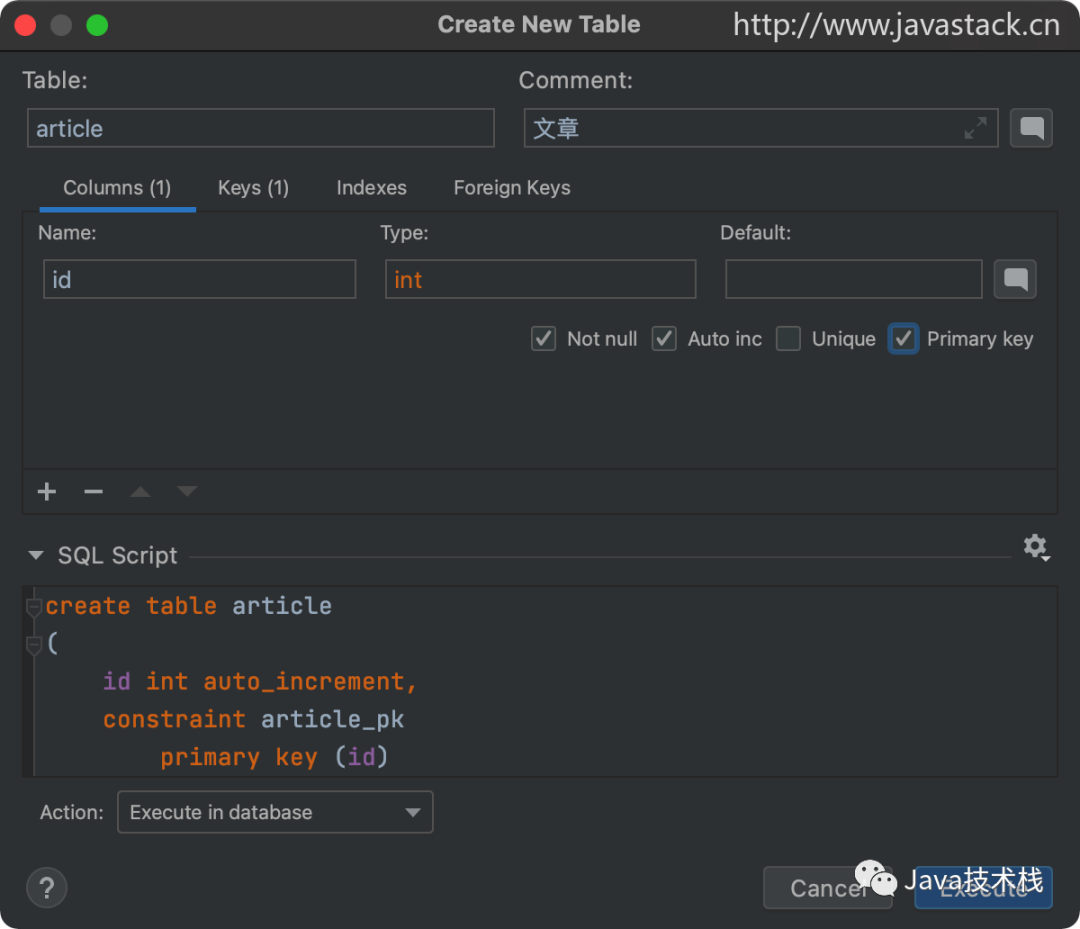 Create New Table
http://www.javastack.cn
Table:
Comment:
article
文章
Columns (1)
Keys (1)
Indexes
Foreign Keys
Name:
Type:
Default:
id
int
Not null
Auto inc
Unique
Primary key
SQL Script
create table article
(
id int auto_increment,
constraint article_pk
primary key (id)
Action:
Execute in database
?
Cancel
Execute
Java技术栈